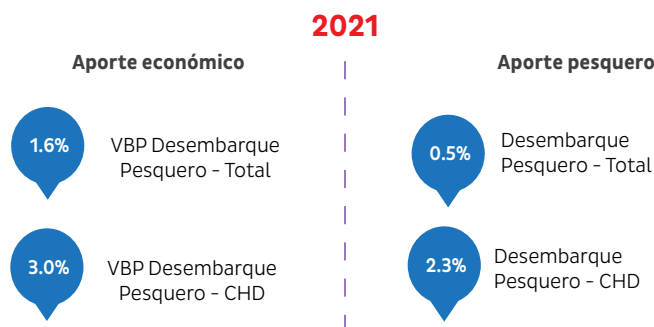 2021
Aporte económico
1.6%
VBP Desembarque
Pesquero - Total
3.0%
VBP Desembarque
Pesquero - CHD
Aporte pesquero
0.5%
Desembarque
Pesquero - Total
2.3%
Desembarque
Pesquero - CHD